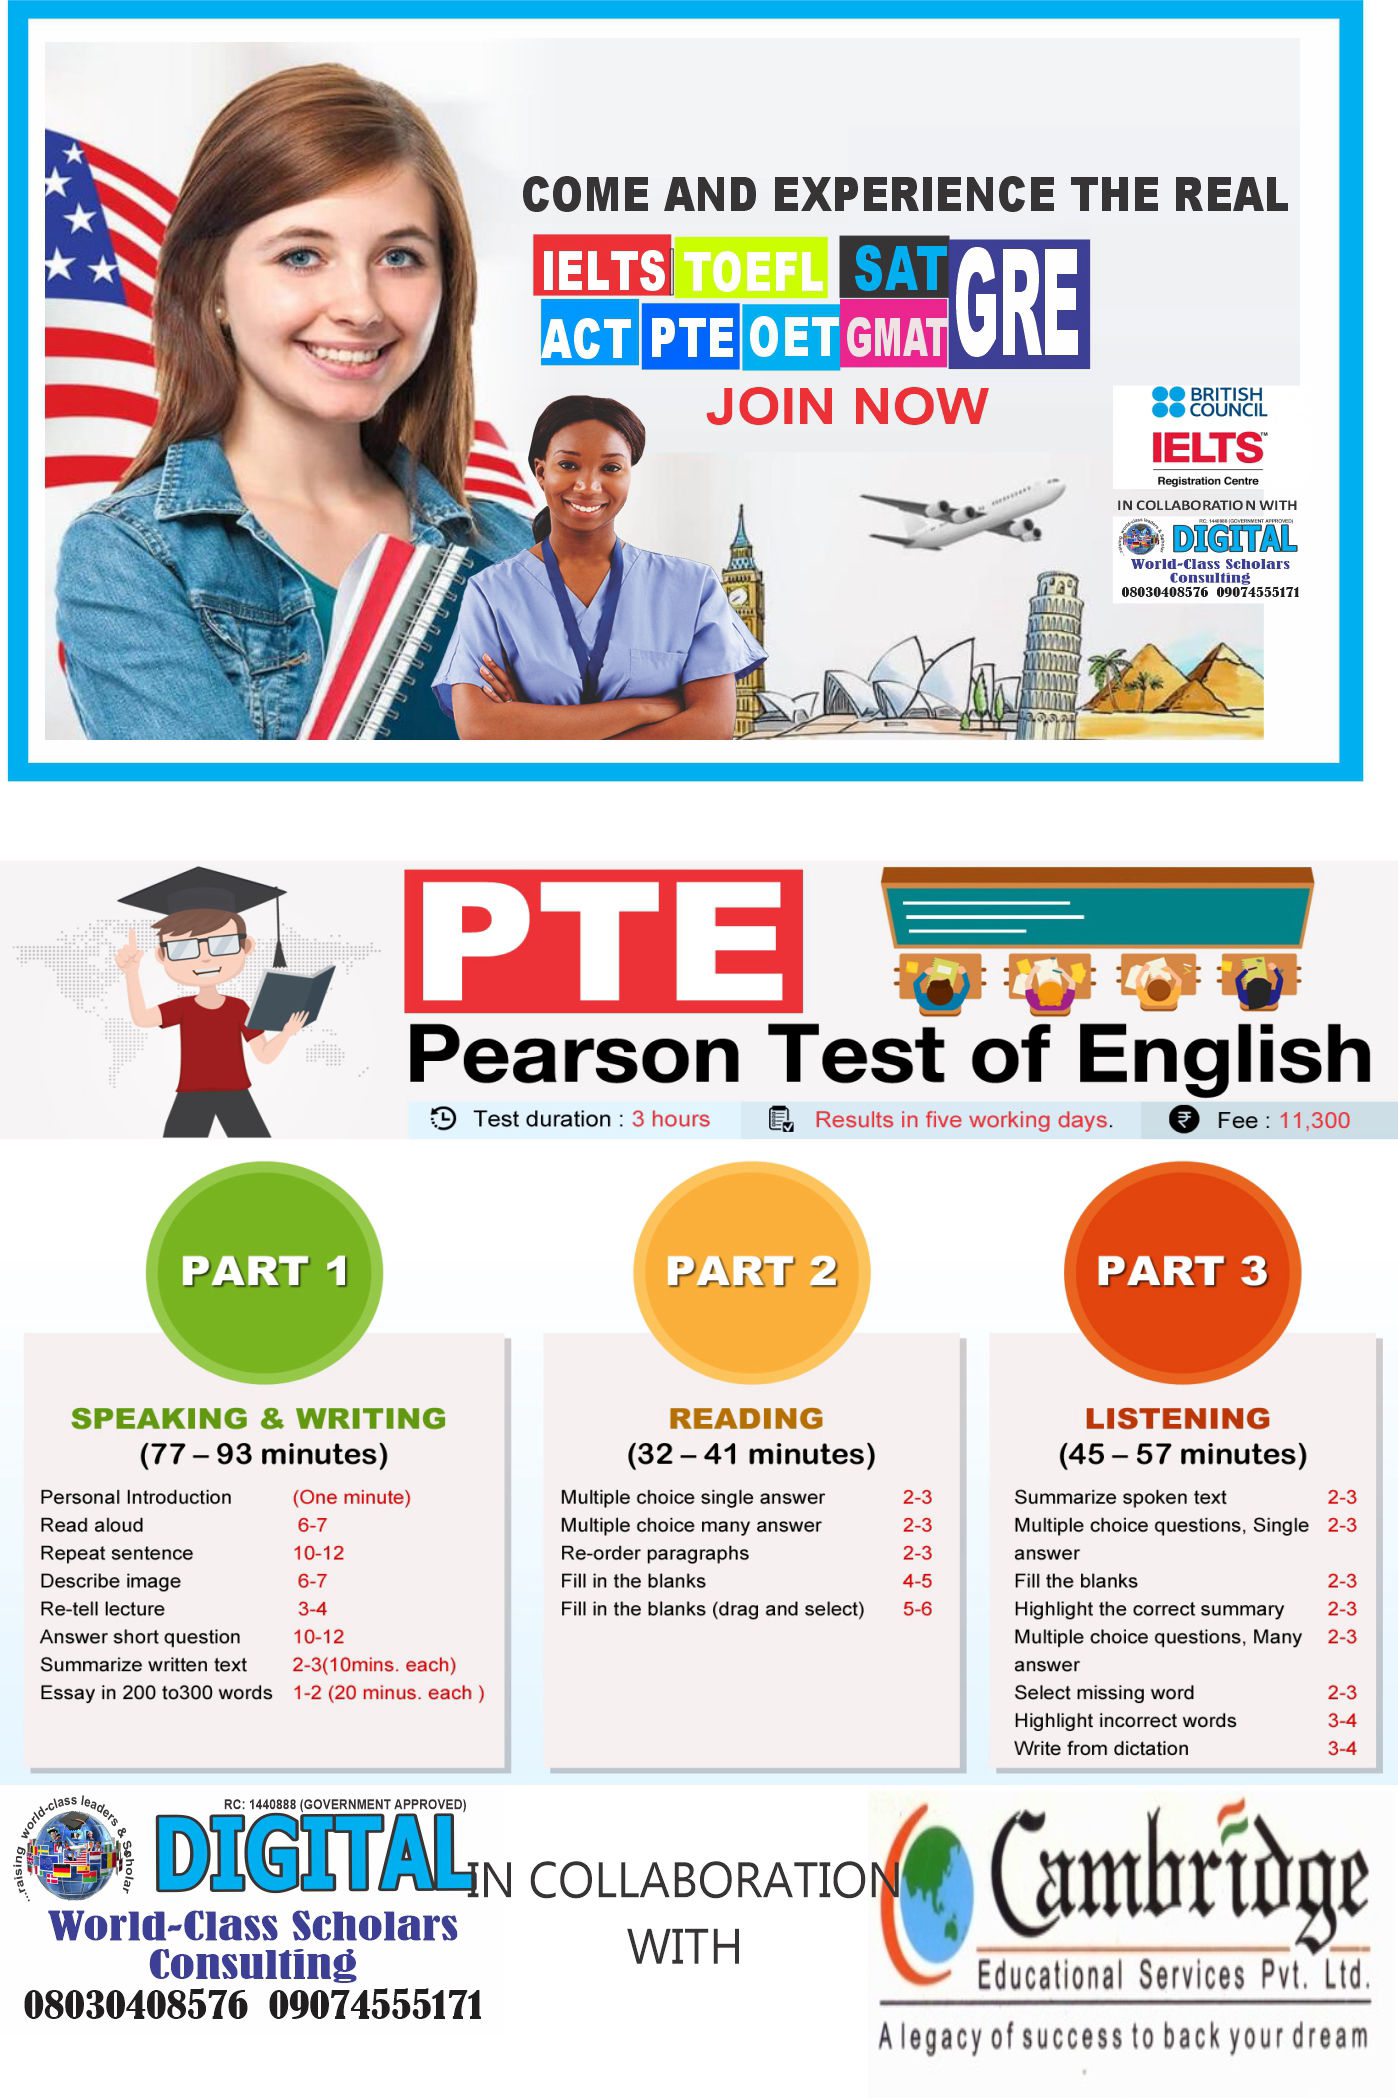 COME AND EXPERIENCE THE REAL
IELTS TOEFL SAT GRE
ACT PTE OET GMAT
JOIN NOW
BRITISH
COUNCIL
IELTS™
Registration Centre
IN COLLABORATION WITH
RC: 1440888 (GOVERNMENT APPROVED)
DIGITAL
World-Class Scholars
Consulting
08030408576 09074555171
PTE
Pearson Test of English
Test duration : 3 hours
Results in five working days.
Fee : 11,300
PART 1
SPEAKING & WRITING
(77 – 93 minutes)
Personal Introduction (One minute)
Read aloud 6-7
Repeat sentence 10-12
Describe image 6-7
Re-tell lecture 3-4
Answer short question 10-12
Summarize written text 2-3(10mins. each)
Essay in 200 to300 words 1-2 (20 minus. each )
PART 2
READING
(32 – 41 minutes)
Multiple choice single answer 2-3
Multiple choice many answer 2-3
Re-order paragraphs 2-3
Fill in the blanks 4-5
Fill in the blanks (drag and select) 5-6
PART 3
LISTENING
(45 – 57 minutes)
Summarize spoken text 2-3
Multiple choice questions, Single 2-3
answer
Fill the blanks 2-3
Highlight the correct summary 2-3
Multiple choice questions, Many 2-3
answer
Select missing word 2-3
Highlight incorrect words 3-4
Write from dictation 3-4
...raising world-class leaders & Scholar
RC: 1440888 (GOVERNMENT APPROVED)
DIGITAL
World-Class Scholars
Consulting
08030408576 09074555171
IN COLLABORATION
WITH
Cambridge
Educational Services Pvt. Ltd.
A legacy of success to back your dream